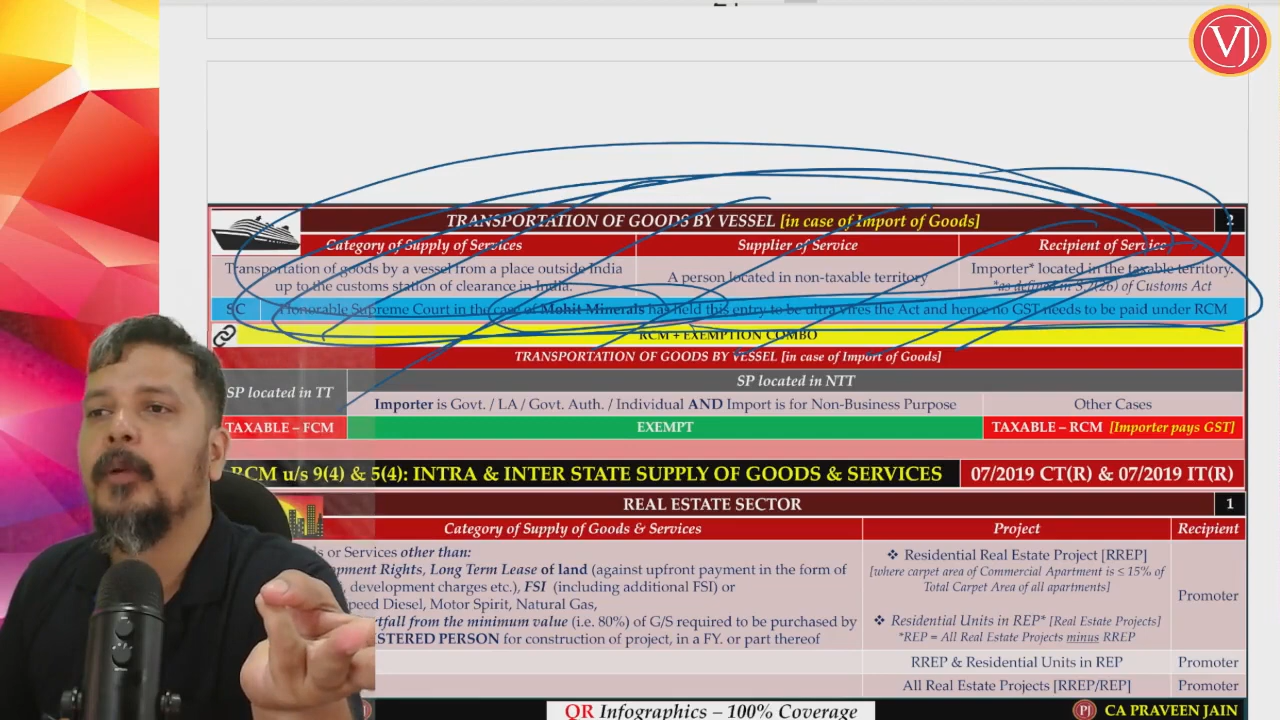 VJ
TRANSPORTATION OF GOODS BY VESSEL [in case of Import of Goods] 2
Category of Supply of Services Supplier of Service Recipient of Service
Transportation of goods by a vessel from a place outside India
up to the customs station of clearance in India.
A person located in non-taxable territory
Importer* located in the taxable territory.
*as defined in S. 2(26) of Customs Act
SC Honorable Supreme Court in the case of Mohit Minerals has held this entry to be ultra vires the Act and hence no GST needs to be paid under RCM
RCM + EXEMPTION COMBO
TRANSPORTATION OF GOODS BY VESSEL [in case of Import of Goods]
SP located in TT
SP located in NTT
Importer is Govt. / LA / Govt. Auth. / Individual AND Import is for Non-Business Purpose Other Cases
TAXABLE – FCM EXEMPT TAXABLE – RCM [Importer pays GST]
RCM u/s 9(4) & 5(4): INTRA & INTER STATE SUPPLY OF GOODS & SERVICES 07/2019 CT(R) & 07/2019 IT(R)
REAL ESTATE SECTOR 1
Category of Supply of Goods & Services Project Recipient
or Services other than:
Rights, Long Term Lease of land (against upfront payment in the form of
development charges etc.), FSI (including additional FSI) or
Diesel, Motor Spirit, Natural Gas,
from the minimum value (i.e. 80%) of G/S required to be purchased by
PERSON for construction of project, in a FY. or part thereof
❖ Residential Real Estate Project [RREP]
[where carpet area of Commercial Apartment is ≤ 15% of
Total Carpet Area of all apartments]
❖ Residential Units in REP* [Real Estate Projects]
*REP = All Real Estate Projects minus RREP
Promoter
RREP & Residential Units in REP Promoter
All Real Estate Projects [RREP/REP] Promoter
QR Infographics – 100% Coverage
PJ CA PRAVEEN JAIN